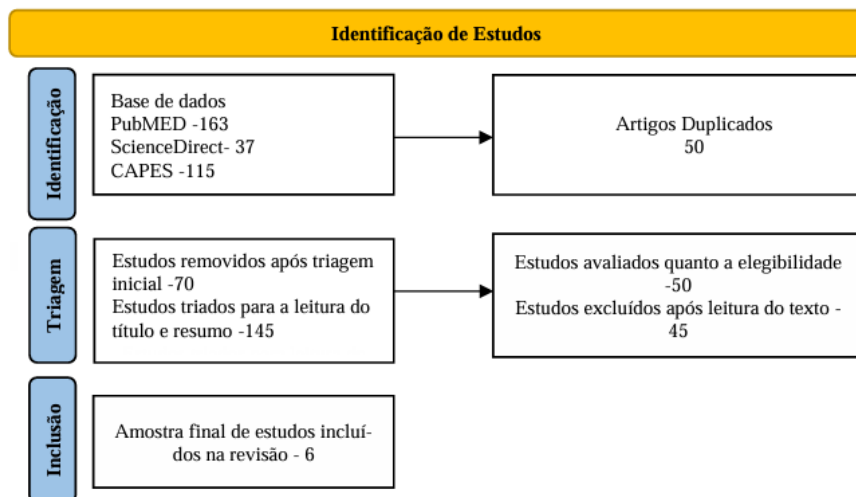 Identificação de Estudos
Identificação
Base de dados
PubMED -163
ScienceDirect- 37
CAPES -115
Artigos Duplicados
50
Triagem
Estudos removidos após triagem
inicial -70
Estudos triados para a leitura do
título e resumo -145
Estudos avaliados quanto a elegibilidade
-50
Estudos excluídos após leitura do texto -
45
Inclusão
Amostra final de estudos incluí-
dos na revisão - 6